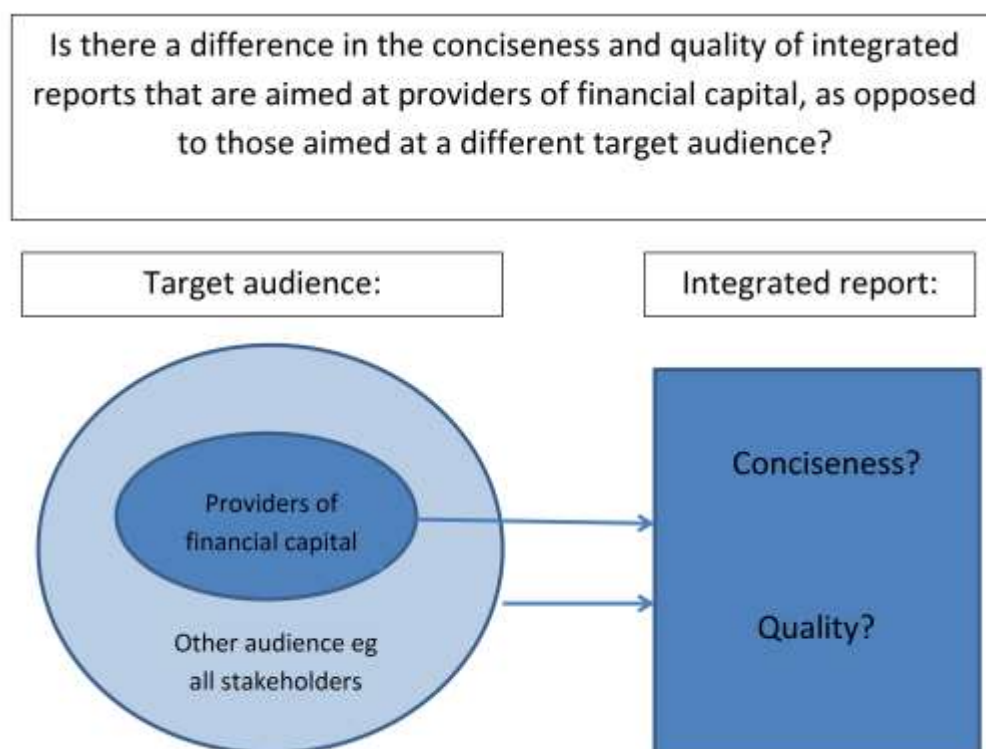 Is there a difference in the conciseness and quality of integrated
reports that are aimed at providers of financial capital, as opposed
to those aimed at a different target audience?
Target audience:
Integrated report:
Providers of
financial capital
Other audience eg
all stakeholders
Conciseness?
Quality?